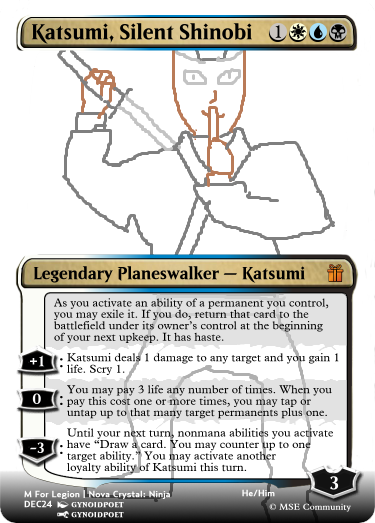 Katsumi, Silent Shinobi 1
Legendary Planeswalker — Katsumi
As you activate an ability of a permanent you control,
you may exile it. If you do, return that card to the
battlefield under its owner's control at the beginning
of your next upkeep. It has haste.
+1: Katsumi deals 1 damage to any target and you gain 1
life. Scry 1.
0: You may pay 3 life any number of times. When you
pay this cost one or more times, you may tap or
untap up to that many target permanents plus one.
Until your next turn, nonmana abilities you activate
-3: have “Draw a card. You may counter up to one
target ability.” You may activate another
loyalty ability of Katsumi this turn.
3
M For Legion | Nova Crystal: Ninja He/Him
DEC24 GYNOIDPOET
GYNOIDPOET © MSE Community